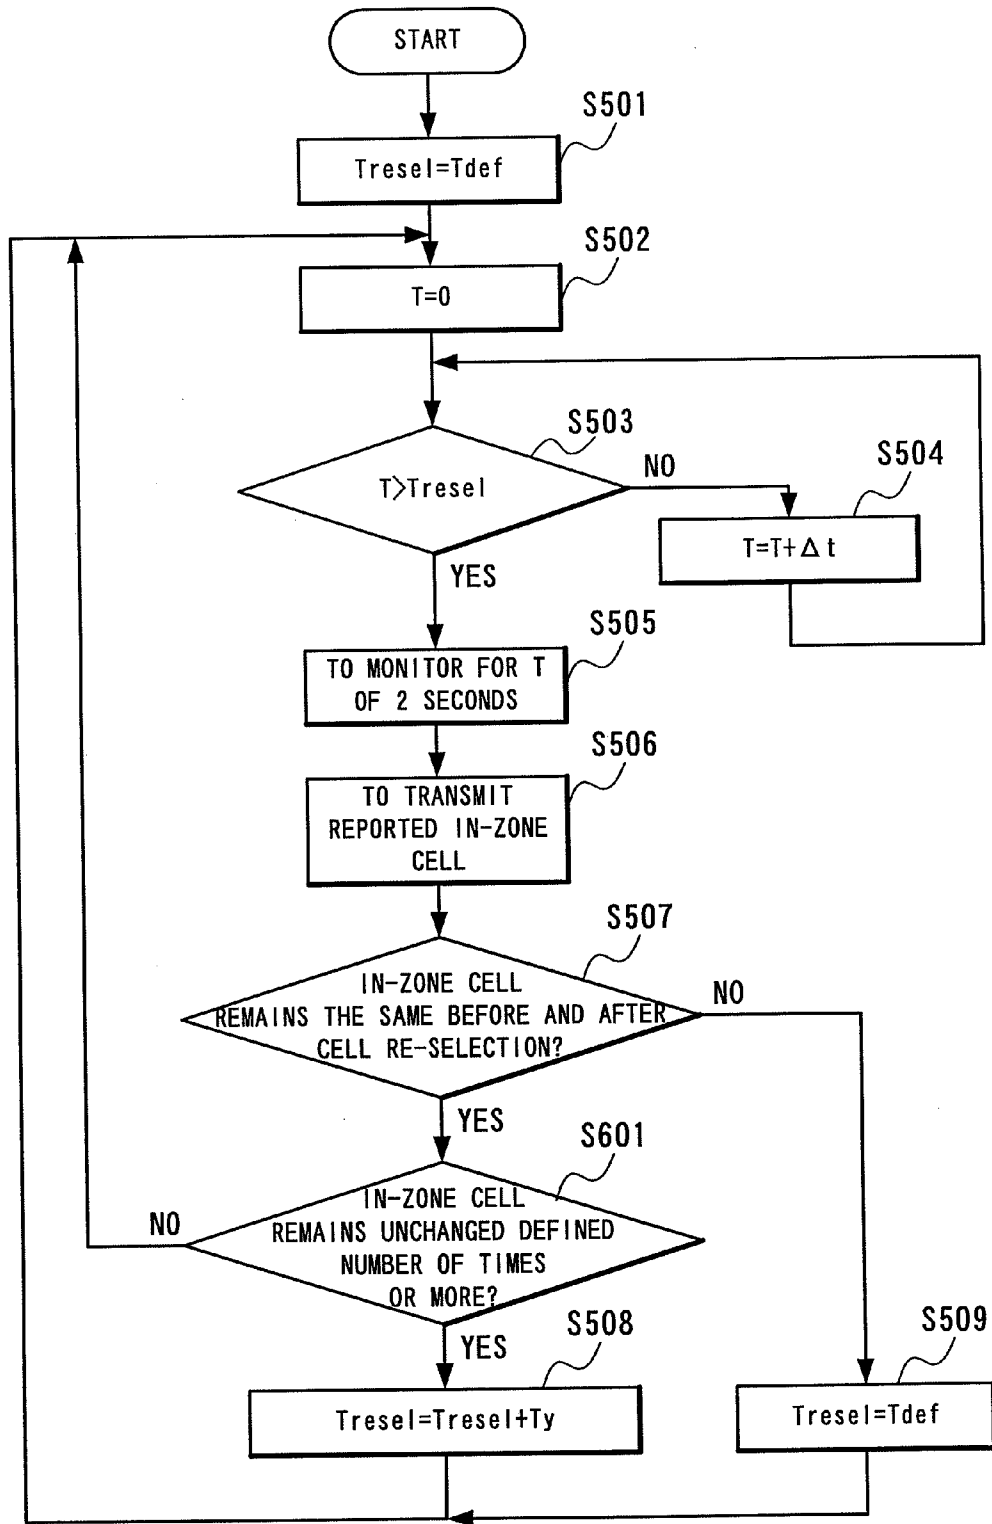 START
S501
Tresel=Tdef
S502
T=0
S503
T>Tresel
NO
S504
T=T+Δt
YES
S505
TO MONITOR FOR T
OF 2 SECONDS
S506
TO TRANSMIT
REPORTED IN-ZONE
CELL
S507
IN-ZONE CELL
REMAINS THE SAME BEFORE AND AFTER
CELL RE-SELECTION?
NO
YES
S601
IN-ZONE CELL
REMAINS UNCHANGED DEFINED
NUMBER OF TIMES
OR MORE?
NO
YES
S508
Tresel=Tresel+Ty
S509
Tresel=Tdef